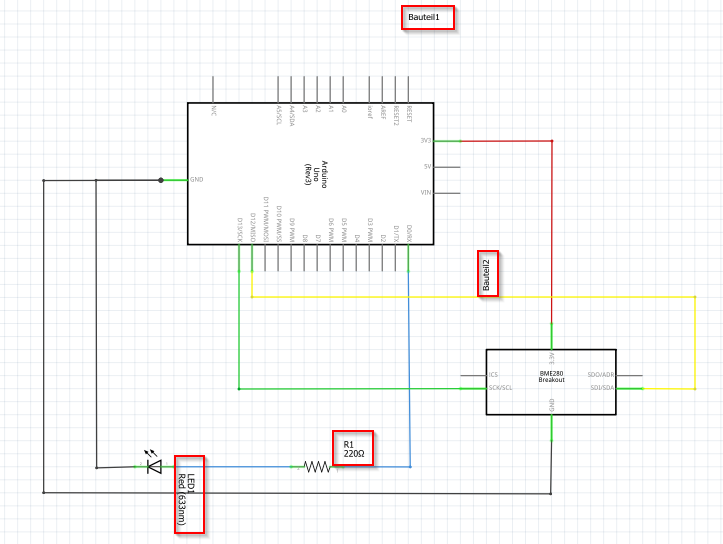 Bauteil1
N/C
A5/SCL
A4/SDA
A3
A2
A1
A0
ioref
AREF
RESET2
RESET
3V3
5V
VIN
GND
Arduino
Uno
(Rev3)
D13/SCK
D12/MISO
D11 PWM/MOSI
D10 PWM/SS
D9 PWM
D8
D7
D6 PWM
D5 PWM
D4
D3 PWM
D2
D1/TX
D0/RX
Bauteil2
BME280
Breakout
!CS
SCK/SCL
SDO/ADR
SDI/SDA
GND
R1
220Ω
LED1
Red (633nm)